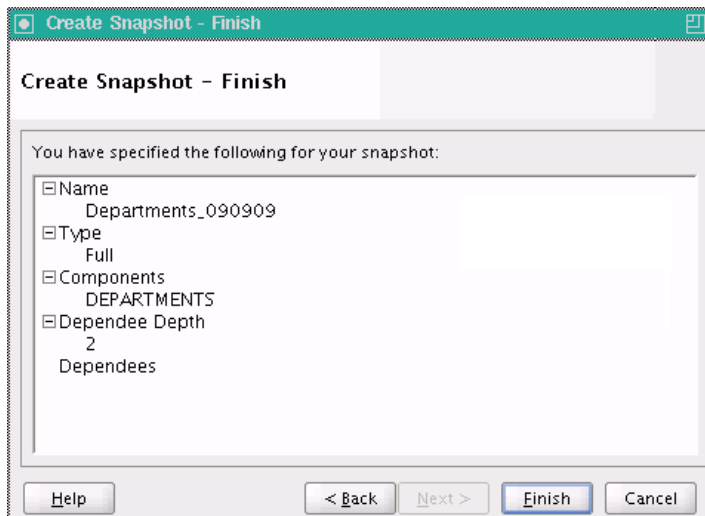 Create Snapshot - Finish
Create Snapshot - Finish
You have specified the following for your snapshot:
Name
Departments_090909
Type
Full
Components
DEPARTMENTS
Dependee Depth
2
Dependees
Help
< Back
Next >
Finish
Cancel